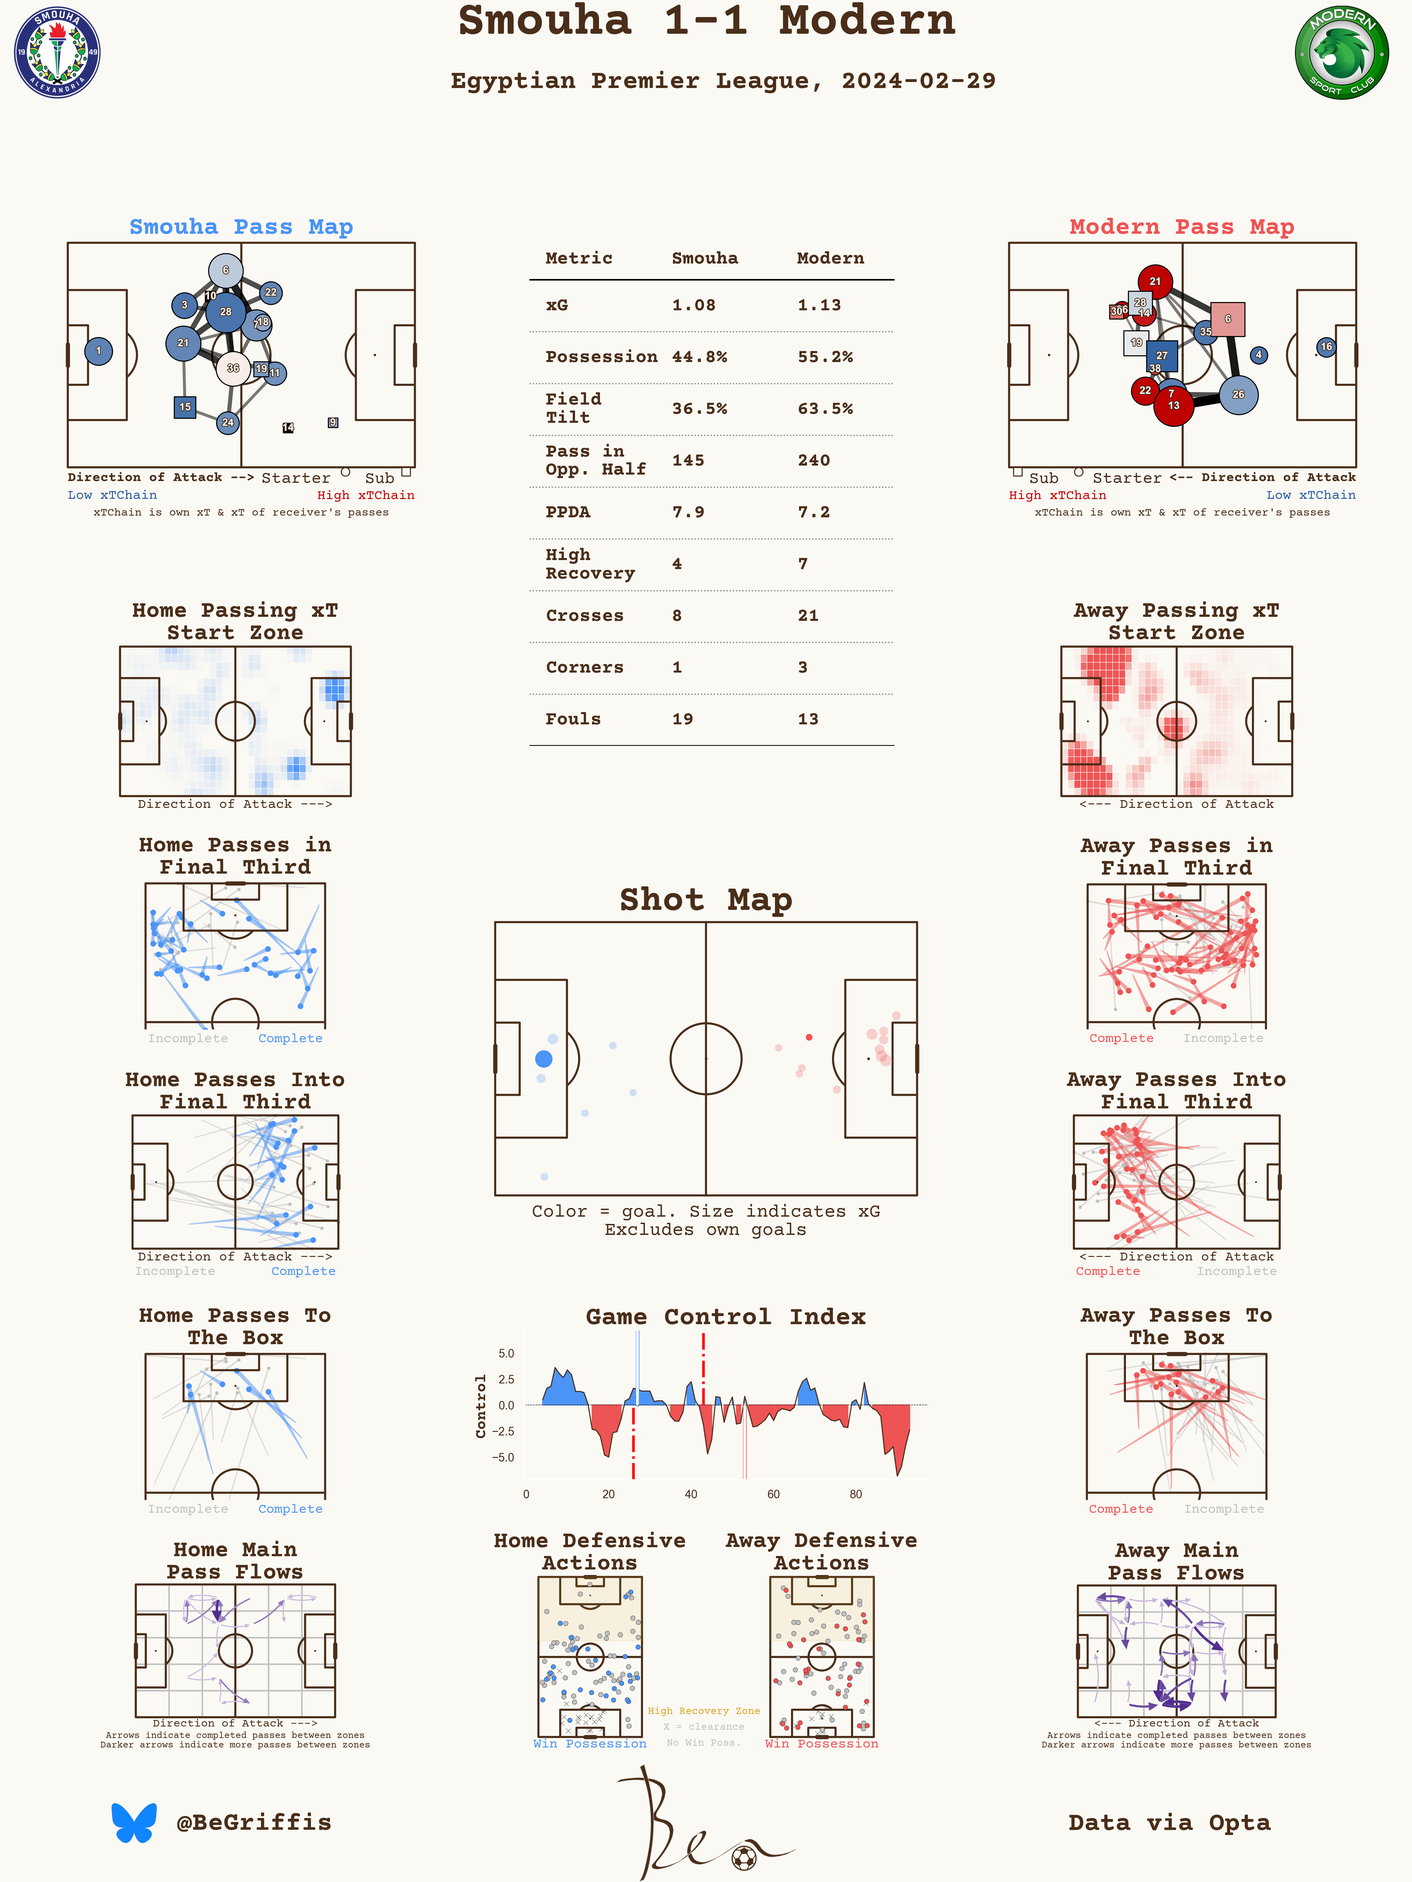 Smouha 1-1 Modern
Egyptian Premier League, 2024-02-29
SMOUHA
19 49
ALEXANDRIA
MODERN
SPORT CLUB
Smouha Pass Map
6
22
10
3
28
18
7
21
1
36
19
11
15
24
14
9
Direction of Attack --> Starter Sub
Low xTChain High xTChain
xTChain is own xT & xT of receiver's passes
Metric Smouha Modern
xG 1.08 1.13
Possession 44.8% 55.2%
Field
Tilt 36.5% 63.5%
Pass in
Opp. Half 145 240
PPDA 7.9 7.2
High
Recovery 4 7
Crosses 8 21
Corners 1 3
Fouls 19 13
Modern Pass Map
21
28
30
14
6
35
19
27
4
16
38
22
7
13
26
Sub Starter <-- Direction of Attack
High xTChain Low xTChain
xTChain is own xT & xT of receiver's passes
Home Passing xT
Start Zone
Direction of Attack --->
Away Passing xT
Start Zone
<--- Direction of Attack
Home Passes in
Final Third
Incomplete Complete
Away Passes in
Final Third
Complete Incomplete
Shot Map
Color = goal. Size indicates xG
Excludes own goals
Home Passes Into
Final Third
Direction of Attack --->
Incomplete Complete
Away Passes Into
Final Third
<--- Direction of Attack
Complete Incomplete
Home Passes To
The Box
Incomplete Complete
Game Control Index
Control
5.0
2.5
0.0
−2.5
−5.0
0 20 40 60 80
Away Passes To
The Box
Complete Incomplete
Home Main
Pass Flows
Direction of Attack --->
Arrows indicate completed passes between zones
Darker arrows indicate more passes between zones
Home Defensive
Actions
Win Possession
High Recovery Zone
X = clearance
No Win Poss.
Away Defensive
Actions
Win Possession
Away Main
Pass Flows
<--- Direction of Attack
Arrows indicate completed passes between zones
Darker arrows indicate more passes between zones
@BeGriffis
Ben
Data via Opta